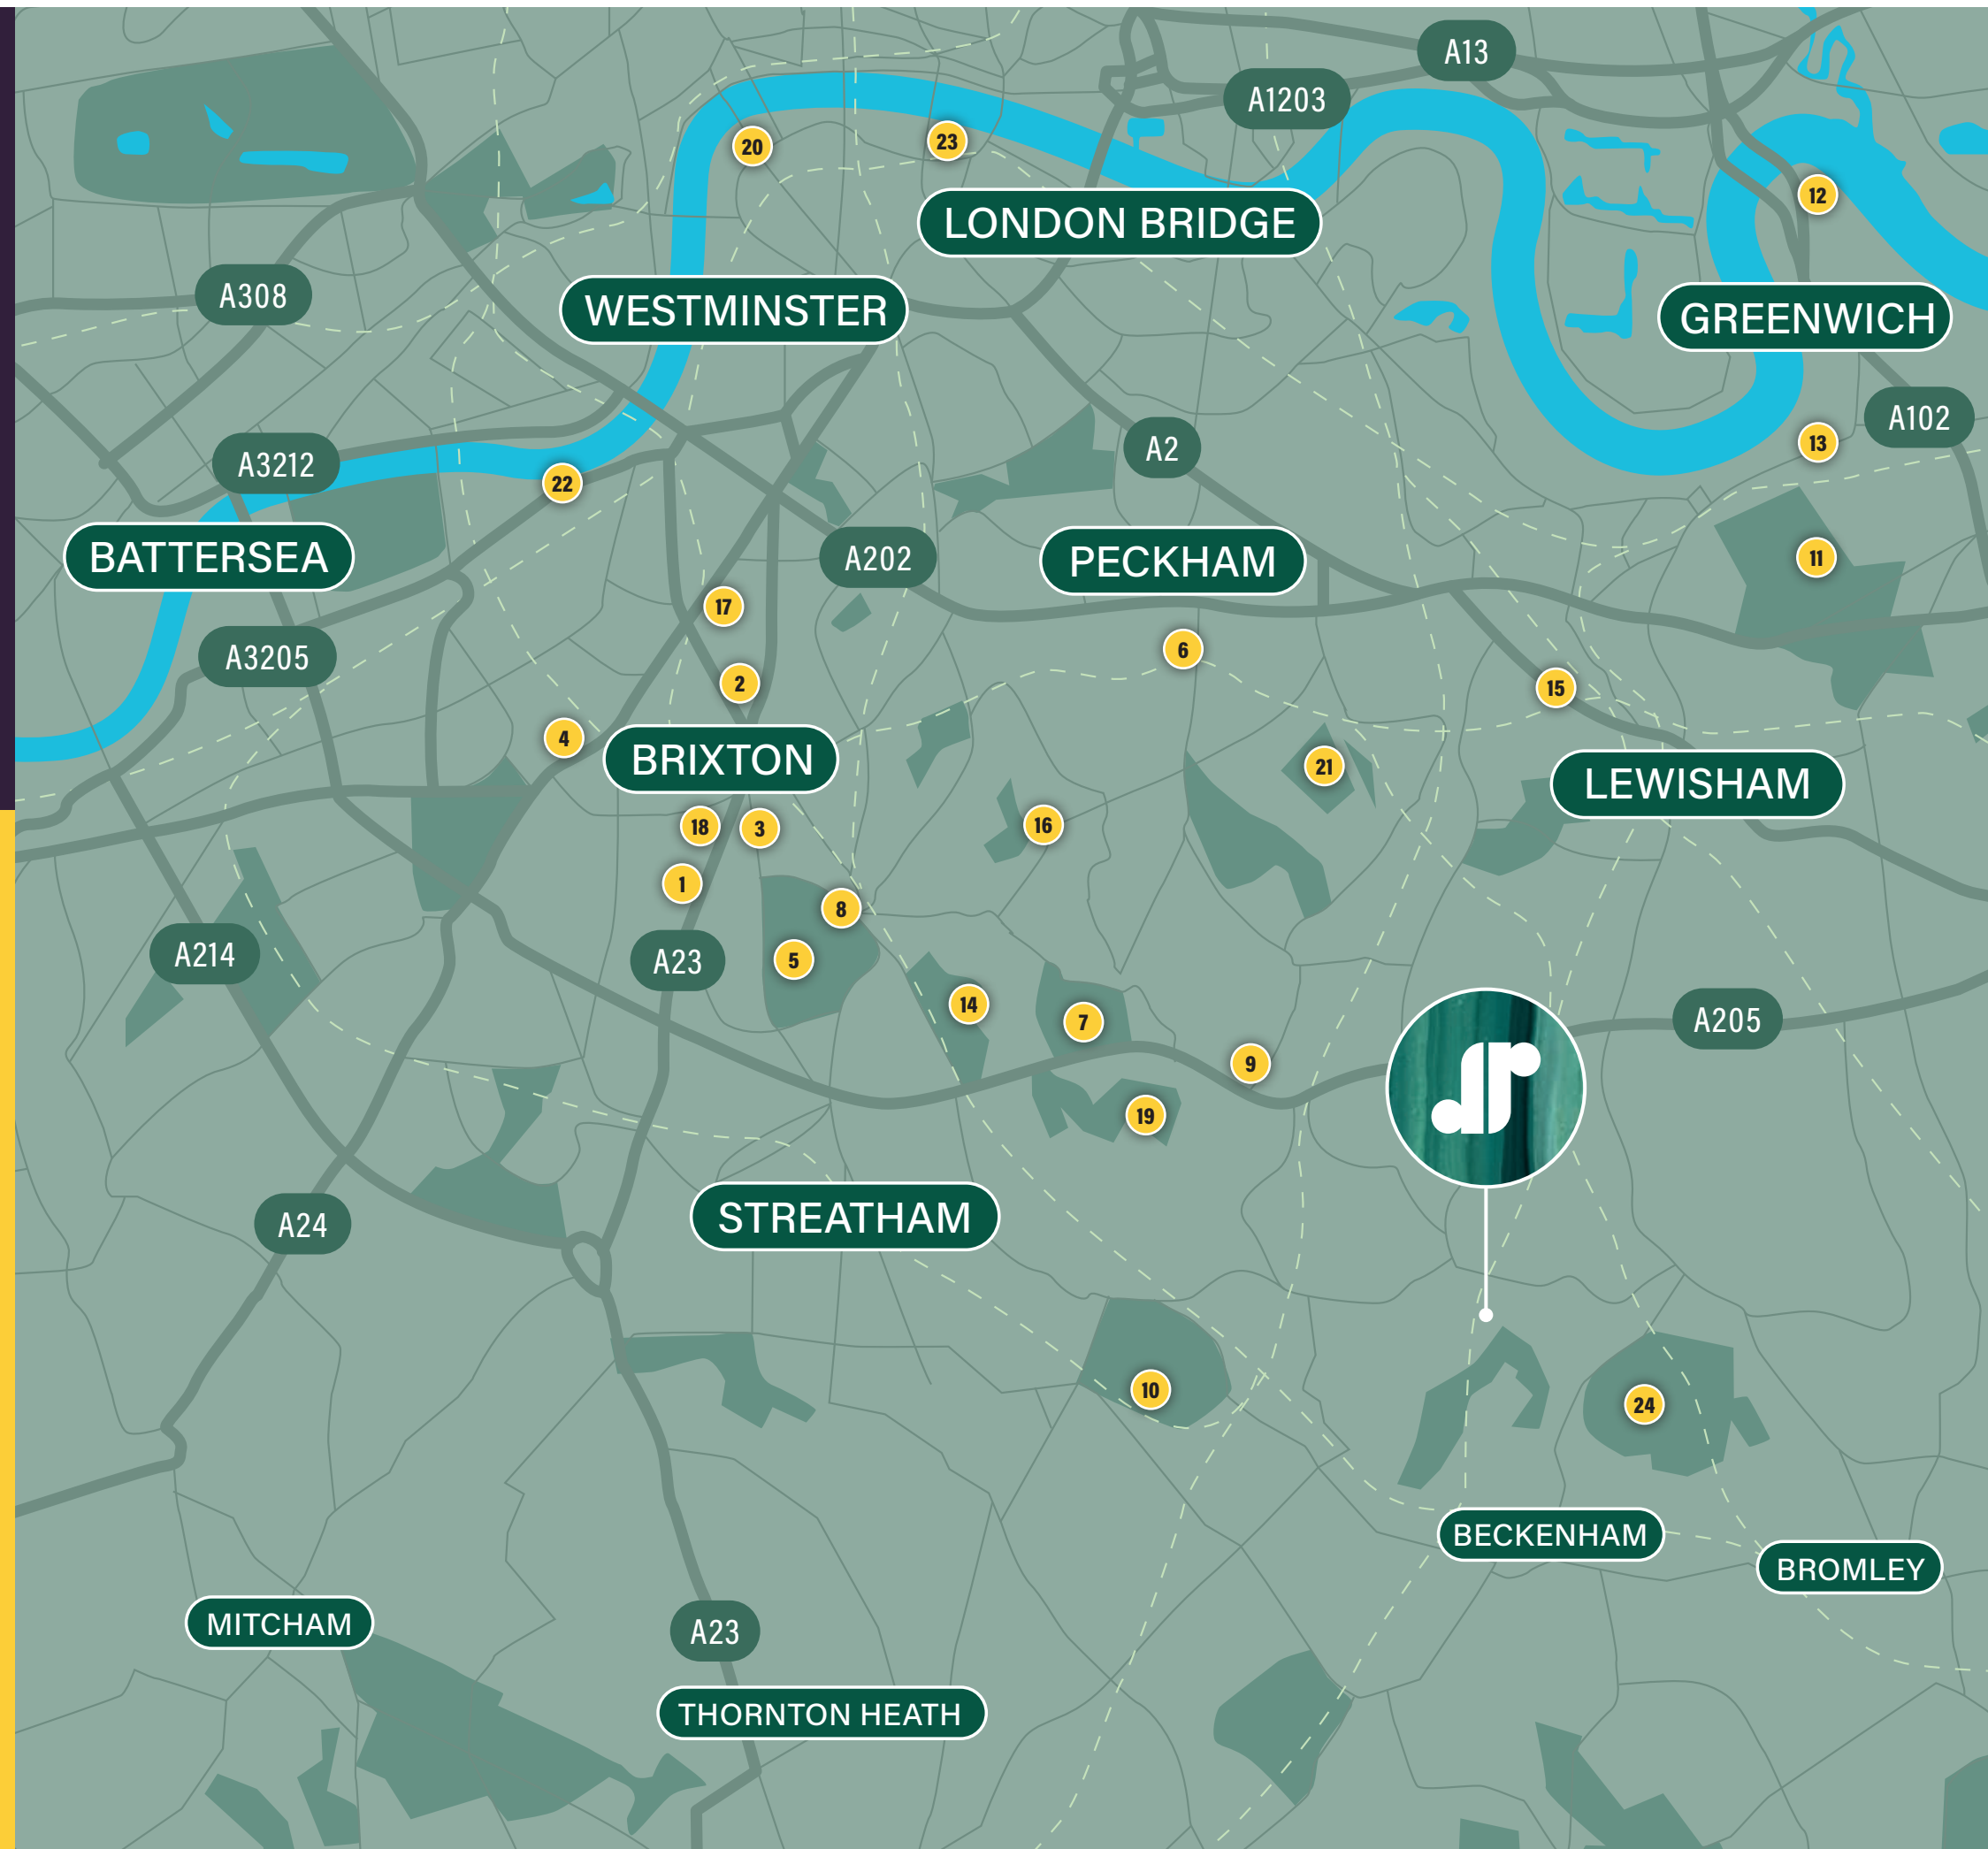 A13
A1203
20
23
12
LONDON BRIDGE
A308
WESTMINSTER
GREENWICH
A102
A3212
A2
13
22
BATTERSEA
A202
PECKHAM
11
17
A3205
6
2
15
4
BRIXTON
21
LEWISHAM
18
3
16
1
8
A214
A23
5
14
7
A205
9
19
STREATHAM
A24
10
24
BECKENHAM
BROMLEY
MITCHAM
A23
THORNTON HEATH